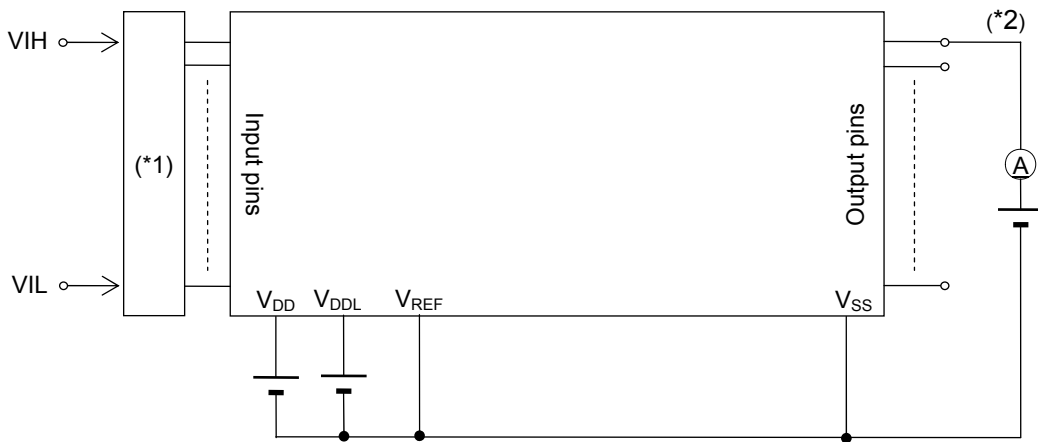 VIH
(*2)
(*1)
Input pins
Output pins
A
VIL
VDD
VDDL
VREF
VSS